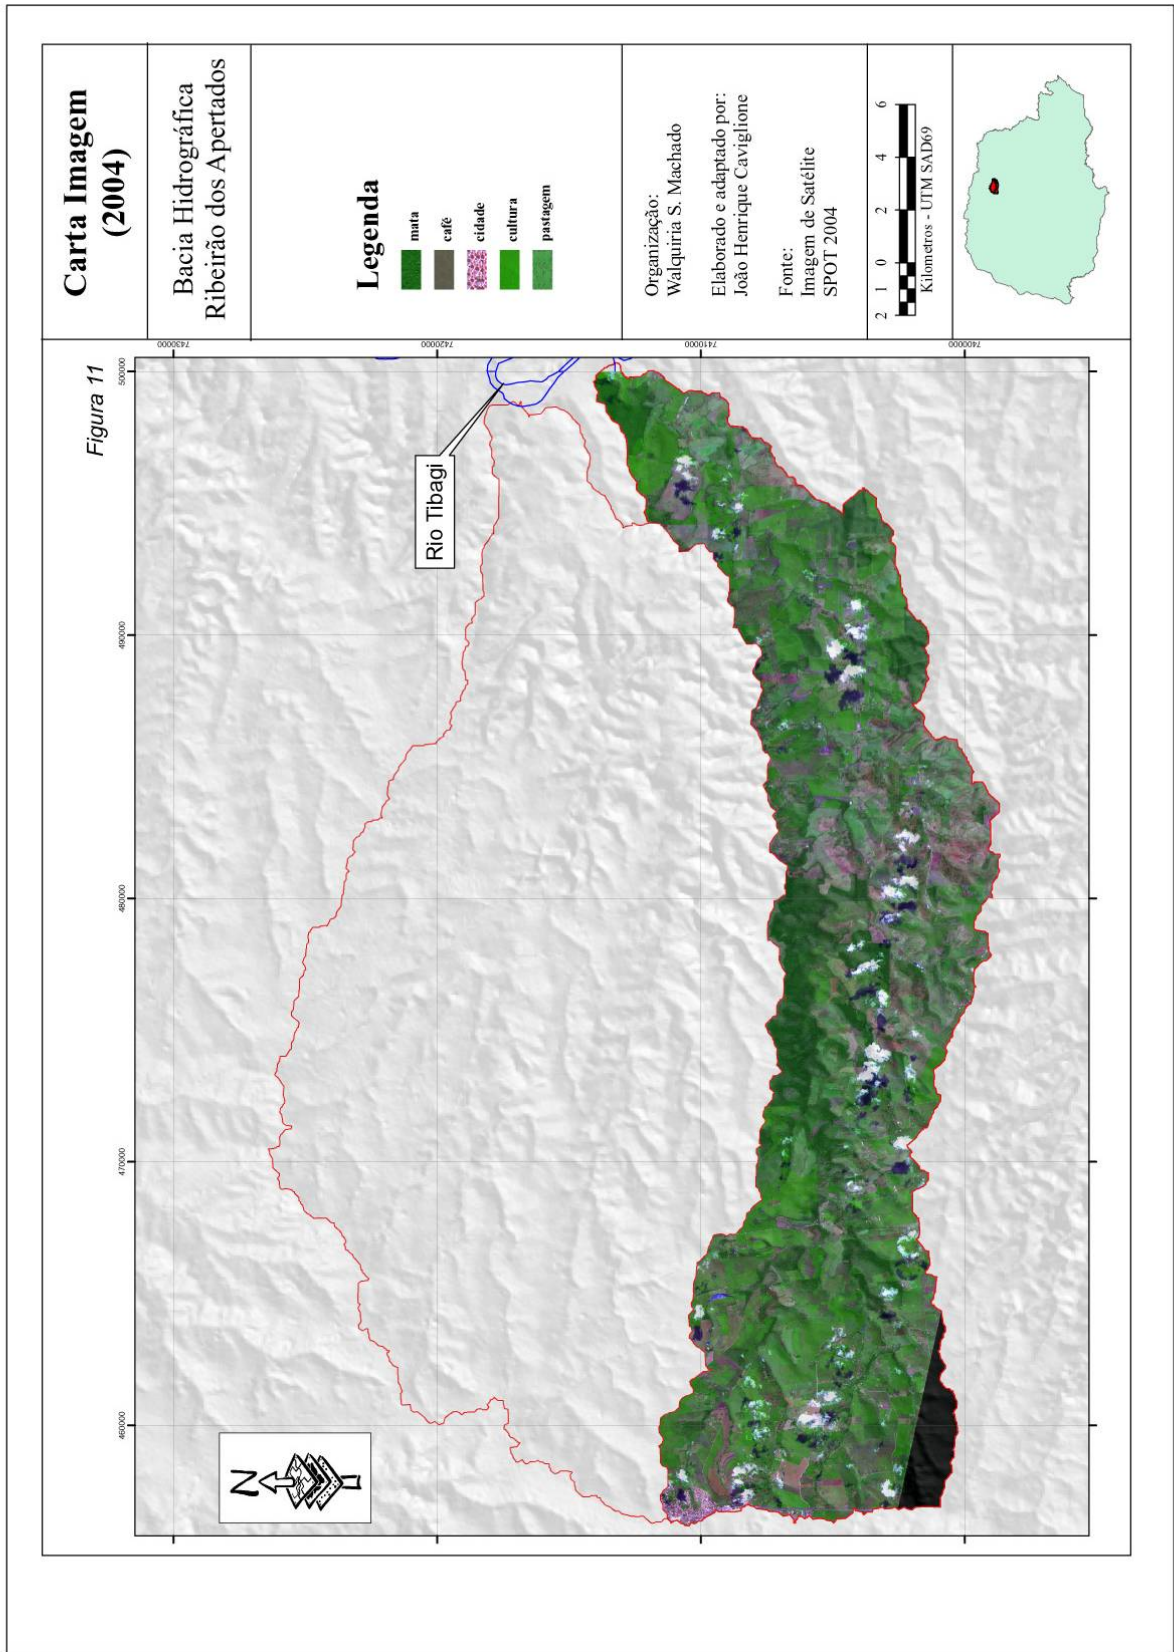 Carta Imagem
(2004)
Bacia Hidrográfica
Ribeirão dos Apertados
Legenda
mata
café
cidade
cultura
pastagem
Organização:
Walquiria S. Machado
Elaborado e adaptado por:
João Henrique Caviglione
Fonte:
Imagem de Satélite
SPOT 2004
2 1 0 2 4 6
Kilometros - UTM SAD69
Figura 11
Rio Tibagi
N
460000
470000
480000
490000
500000
7430000
7420000
7410000
7400000